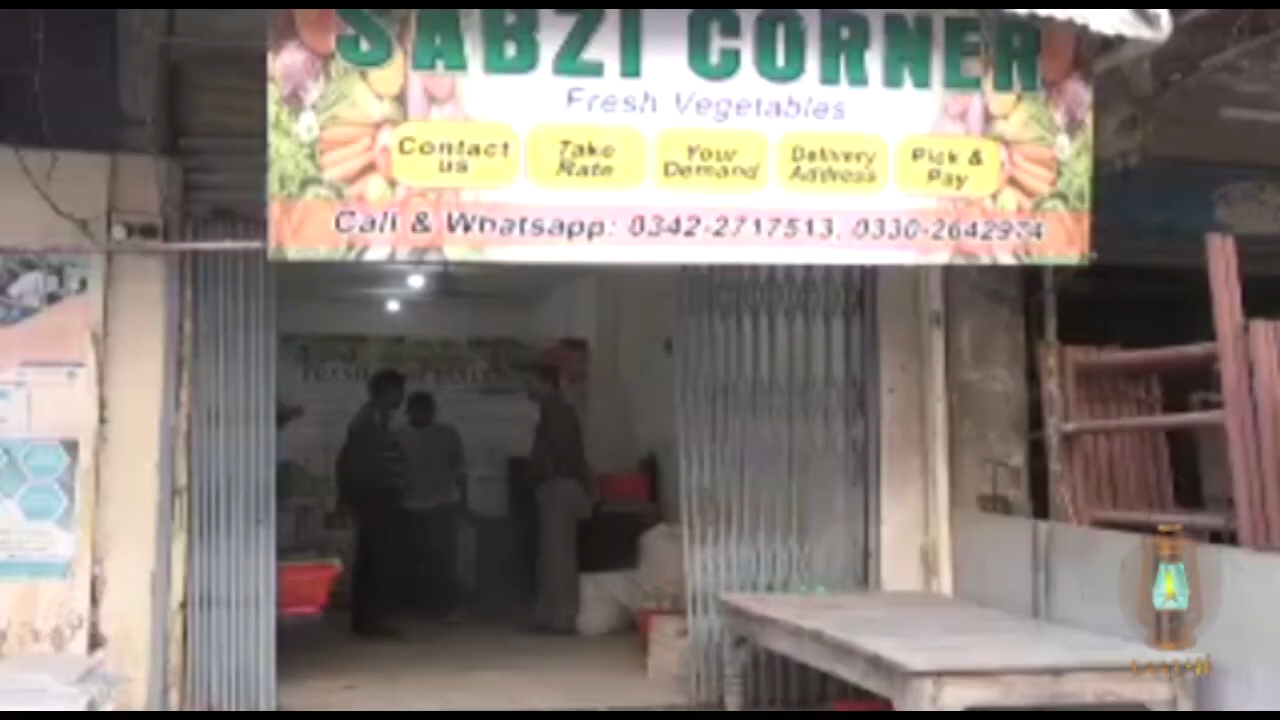 SABZI CORNER
Fresh Vegetables
Contact us
Take Rate
Your Demand
Delivery Address
Pick & Pay
Call & Whatsapp: 0342-2717513, 0330-2642974